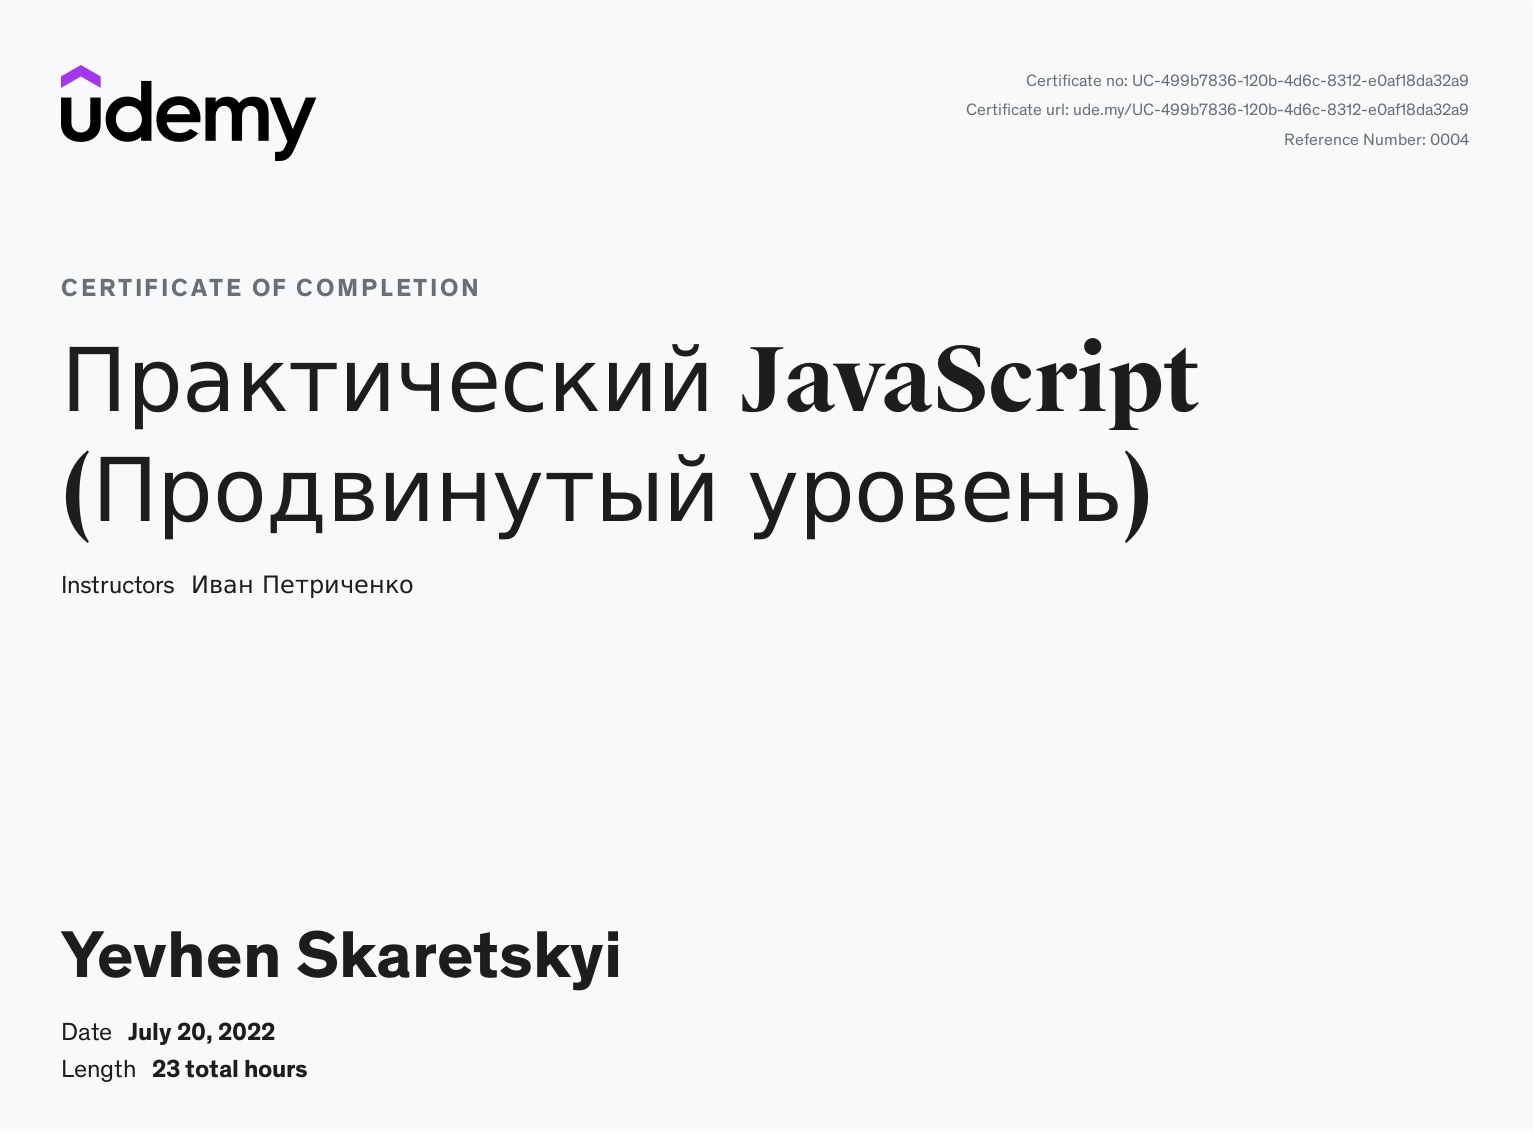 udemy
Certificate no: UC-499b7836-120b-4d6c-8312-e0af18da32a9
Certificate url: ude.my/UC-499b7836-120b-4d6c-8312-e0af18da32a9
Reference Number: 0004
CERTIFICATE OF COMPLETION
Практический JavaScript
(Продвинутый уровень)
Instructors Иван Петриченко
Yevhen Skaretskyi
Date July 20, 2022
Length 23 total hours